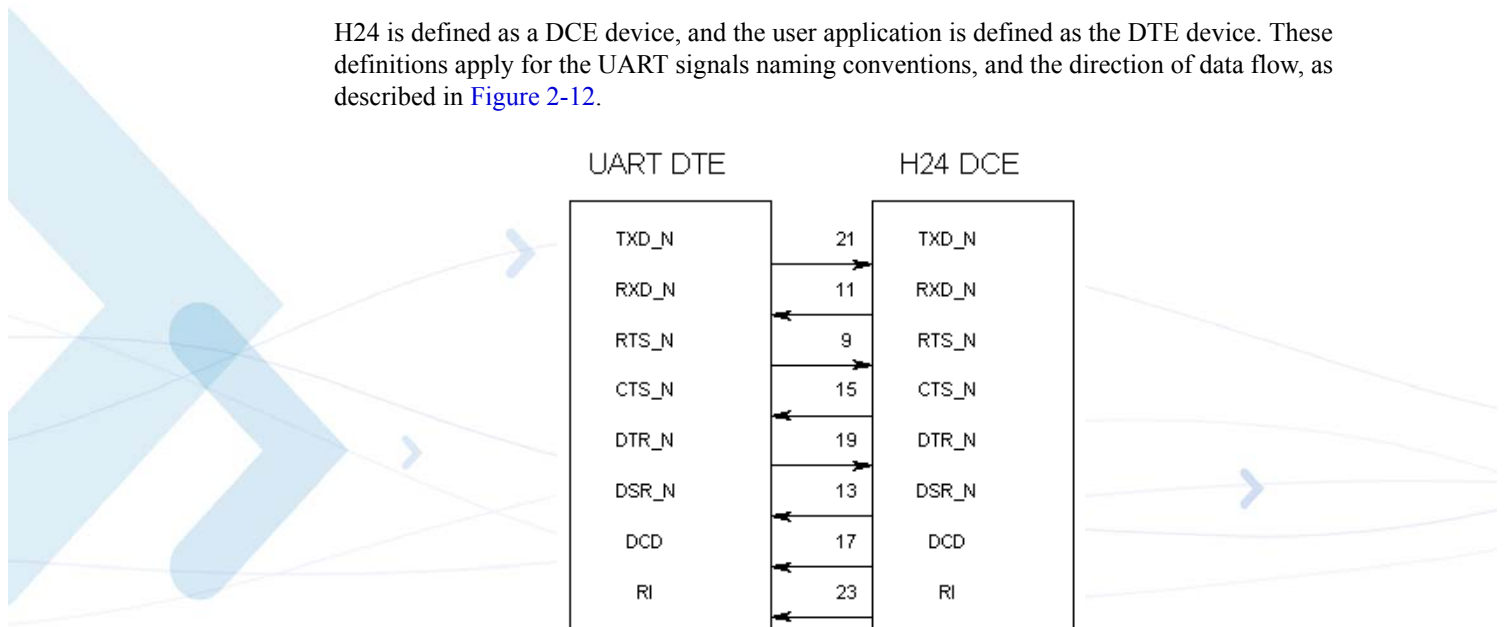 H24 is defined as a DCE device, and the user application is defined as the DTE device. These
definitions apply for the UART signals naming conventions, and the direction of data flow, as
described in Figure 2-12.
UART DTE H24 DCE
TXD_N 21 TXD_N
RXD_N 11 RXD_N
RTS_N 9 RTS_N
CTS_N 15 CTS_N
DTR_N 19 DTR_N
DSR_N 13 DSR_N
DCD 17 DCD
RI 23 RI